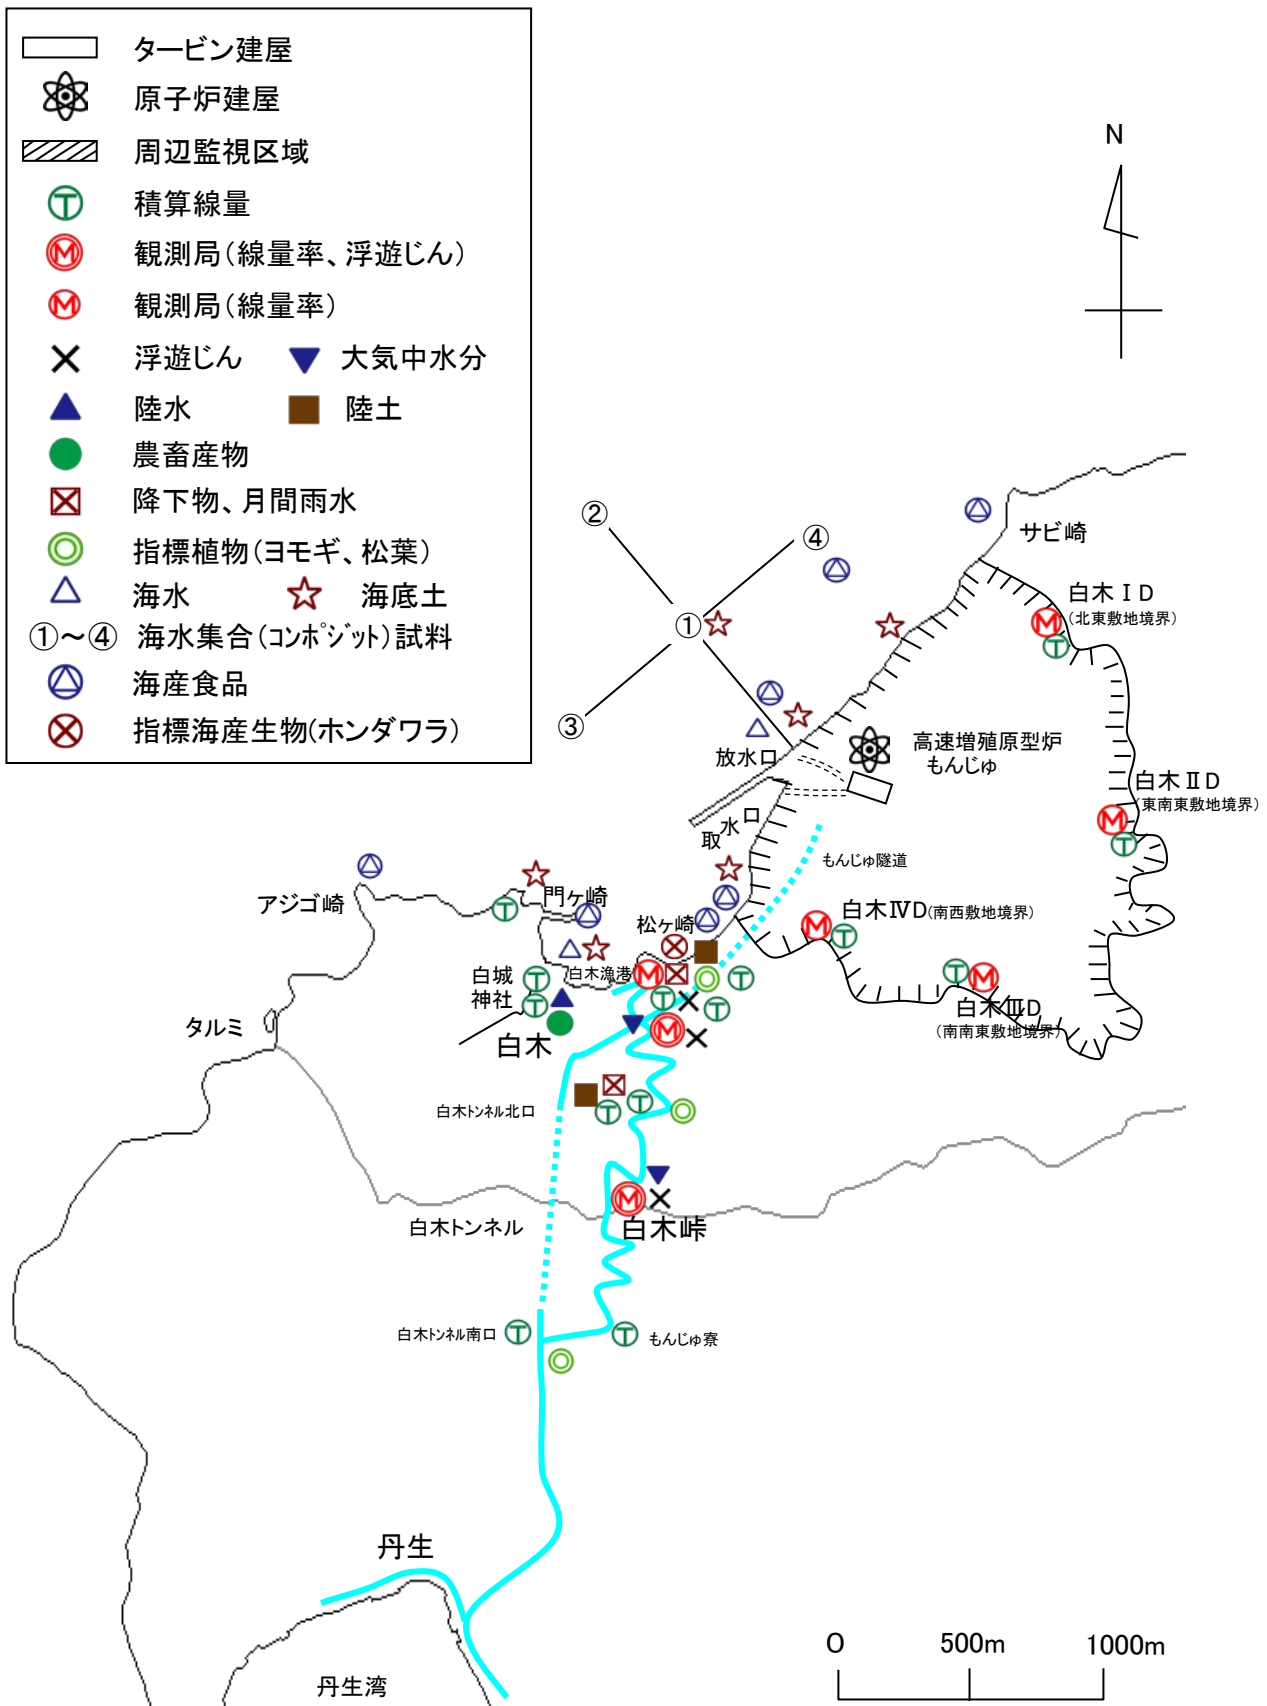 タービン建屋
原子炉建屋
周辺監視区域
T 積算線量
M 観測局(線量率、浮遊じん)
M 観測局(線量率)
浮遊じん 大気中水分
陸水 陸土
農畜産物
降下物、月間雨水
指標植物(ヨモギ、松葉)
海水 海底土
①～④ 海水集合(コンポジット)試料
海産食品
指標海産生物(ホンダワラ)
N
②
④
①
③
サビ崎
白木ⅠD
(北東敷地境界)
M
T
放水口
高速増殖原型炉
もんじゅ
白木ⅡD
(東南東敷地境界)
M
T
取水口
もんじゅ隧道
アジゴ崎
門ヶ崎
T
松ヶ崎
白木ⅣD(南西敷地境界)
M
T
白城
神社
T
T
白木漁港
M
T
T
T
T
M
白木ⅢD
(南南東敷地境界)
タルミ
白木
M
白木トンネル北口
T
T
白木トンネル
M
白木峠
白木トンネル南口
T
T
もんじゅ寮
丹生
丹生湾
0 500m 1000m